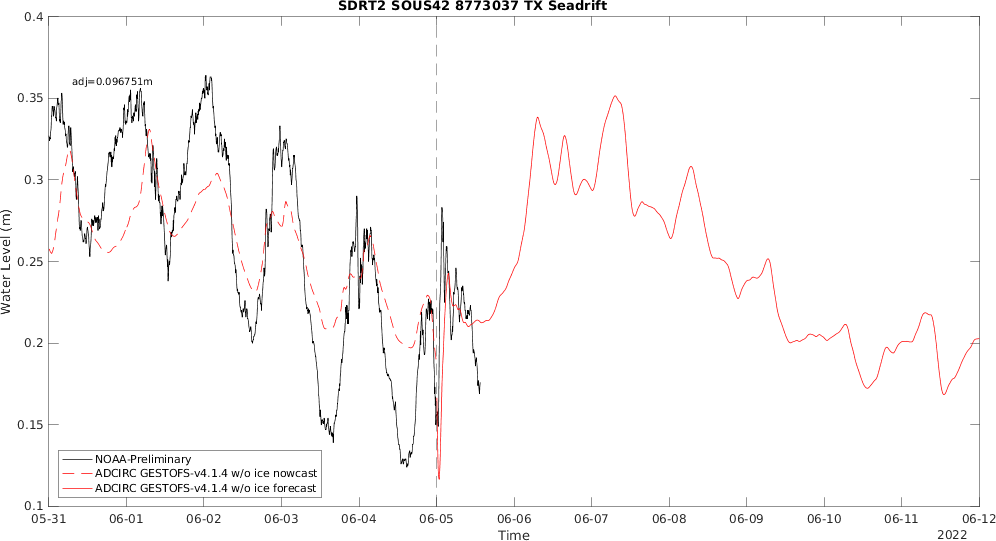 SDRT2 SOUS42 8773037 TX Seadrift
0.4
adj=0.096751m
0.35
0.3
0.25
0.2
0.15
0.1
Water Level (m)
NOAA-Preliminary
ADCIRC GESTOFS-v4.1.4 w/o ice nowcast
ADCIRC GESTOFS-v4.1.4 w/o ice forecast
05-31 06-01 06-02 06-03 06-04 06-05 06-06 06-07 06-08 06-09 06-10 06-11 06-12
Time
2022